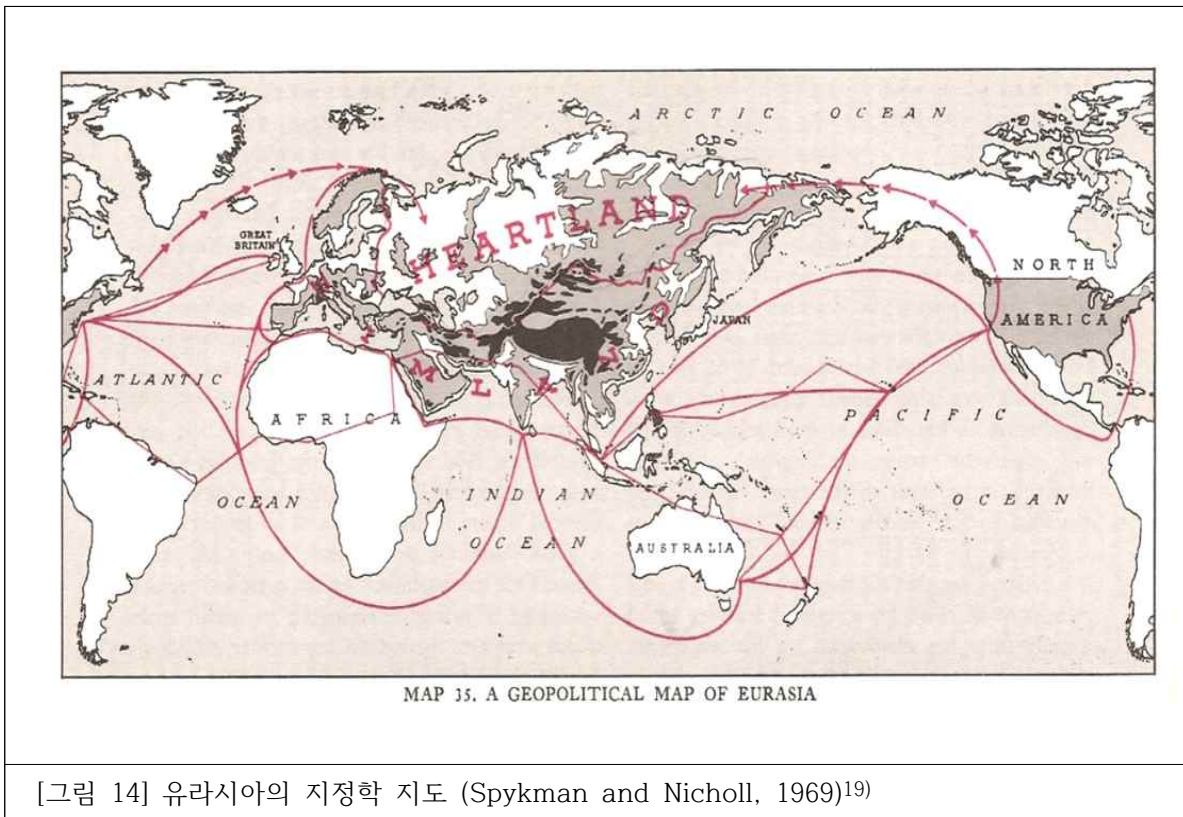 ARCTIC OCEAN
GREAT
BRITAIN
HEARTLAND
NORTH
AMERICA
JAPAN
RIMLAND
ATLANTIC
AFRICA
PACIFIC
OCEAN
INDIAN
OCEAN
OCEAN
AUSTRALIA
MAP 35. A GEOPOLITICAL MAP OF EURASIA
[그림 14] 유라시아의 지정학 지도 (Spykman and Nicholl, 1969)19)